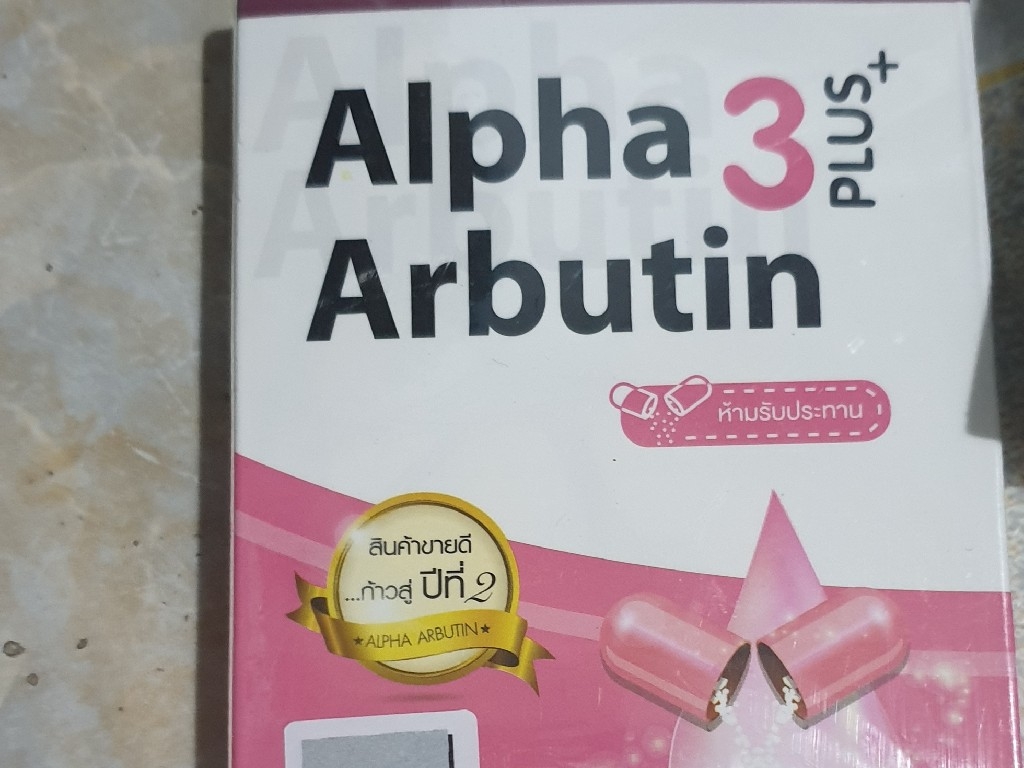 Alpha 3 PLUS+
Arbutin
ห้ามรับประทาน
สินค้าขายดี
...ก้าวสู่ ปีที่ 2
★ALPHA ARBUTIN★